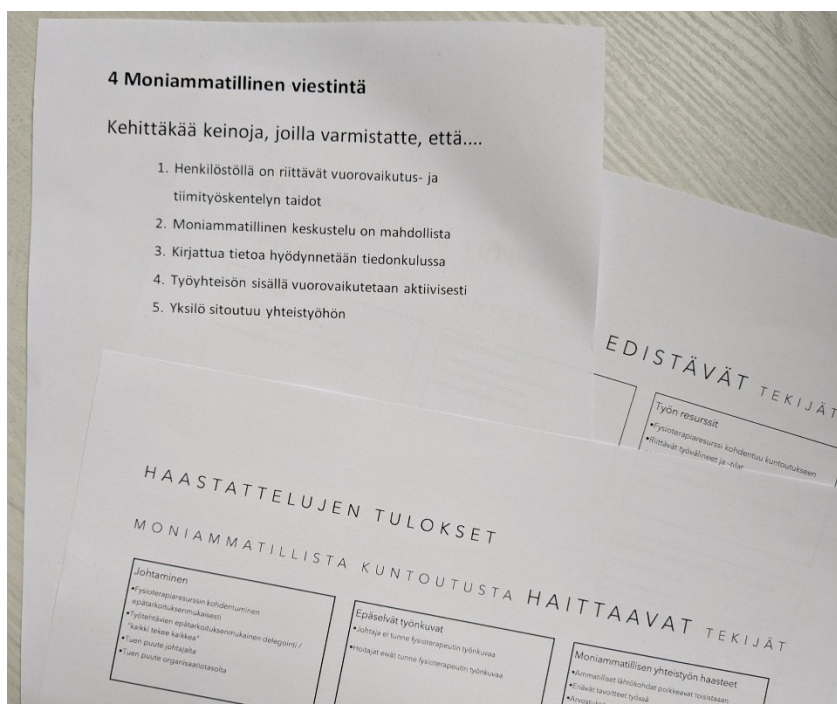 4 Moniammatillinen viestintä
Kehittäkää keinoja, joilla varmistatte, että....
1. Henkilöstöllä on riittävät vuorovaikutus- ja
tiimityöskentelyn taidot
2. Moniammatillinen keskustelu on mahdollista
3. Kirjattua tietoa hyödynnetään tiedonkulussa
4. Työyhteisön sisällä vuorovaikutetaan aktiivisesti
5. Yksilö sitoutuu yhteistyöhön
EDISTÄVÄT TEKIJÄT
Työn resurssit
•Fysioterapiaresurssi kohdentuu kuntoutukseen
•Riittävät työvälineet ja -tilat
HAASTATTELUJEN TULOKSET
MONIAMMATILLISTA KUNTOUTUSTA HAITTAAVAT TEKIJÄT
Johtaminen
•Fysioterapiaresurssin kohdentuminen
epätarkoituksenmukaisesti
•Työtehtävien epätarkoituksenmukainen delegointi /
"kaikki tekee kaikkea"
•Tuen puute johtajalta
•Tuen puute organisaatiotasolta
Epäselvät työnkuvat
•Johtaja ei tunne fysioterapeutin työnkuvaa
•Hoitajat eivät tunne fysioterapeutin työnkuvaa
Moniammatillisen yhteistyön haasteet
•Ammatilliset lähtökohdat poikkeavat toisistaan
•Eriävät tavoitteet työssä